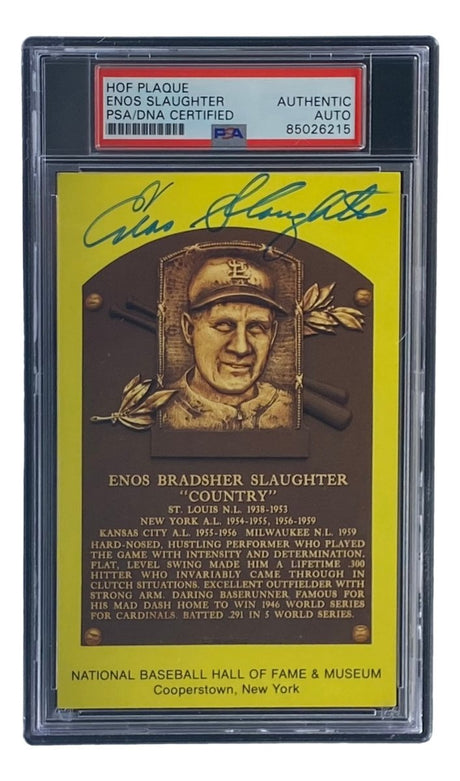 HOF PLAQUE
ENOS SLAUGHTER AUTHENTIC
PSA/DNA CERTIFIED AUTO
PSA 85026215
Enos Slaughter
STL
ENOS BRADSHER SLAUGHTER
"COUNTRY"
ST. LOUIS N.L. 1938-1953
NEW YORK A.L. 1954-1955, 1956-1959
KANSAS CITY A.L. 1955-1956 MILWAUKEE N.L. 1959
HARD-NOSED, HUSTLING PERFORMER WHO PLAYED
THE GAME WITH INTENSITY AND DETERMINATION.
FLAT, LEVEL SWING MADE HIM A LIFETIME .300
HITTER WHO INVARIABLY CAME THROUGH IN
CLUTCH SITUATIONS. EXCELLENT OUTFIELDER WITH
STRONG ARM. DARING BASERUNNER FAMOUS FOR
HIS MAD DASH HOME TO WIN 1946 WORLD SERIES
FOR CARDINALS. BATTED .291 IN 5 WORLD SERIES.
NATIONAL BASEBALL HALL OF FAME & MUSEUM
Cooperstown, New York